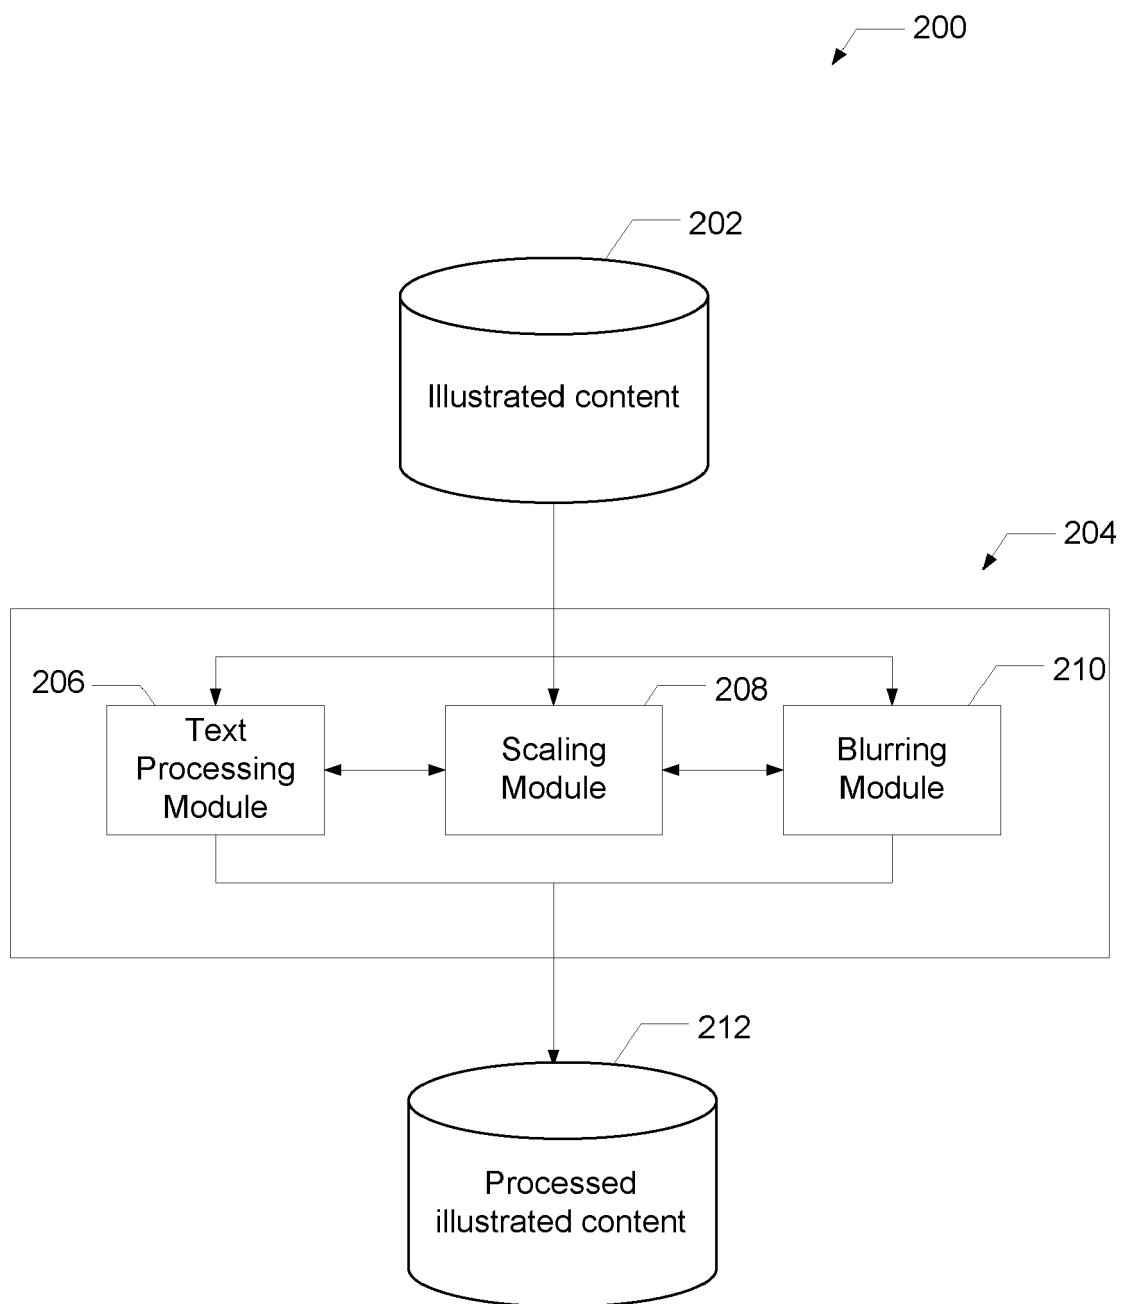 200
202
Illustrated content
204
206
208
210
Text
Processing
Module
Scaling
Module
Blurring
Module
212
Processed
illustrated content